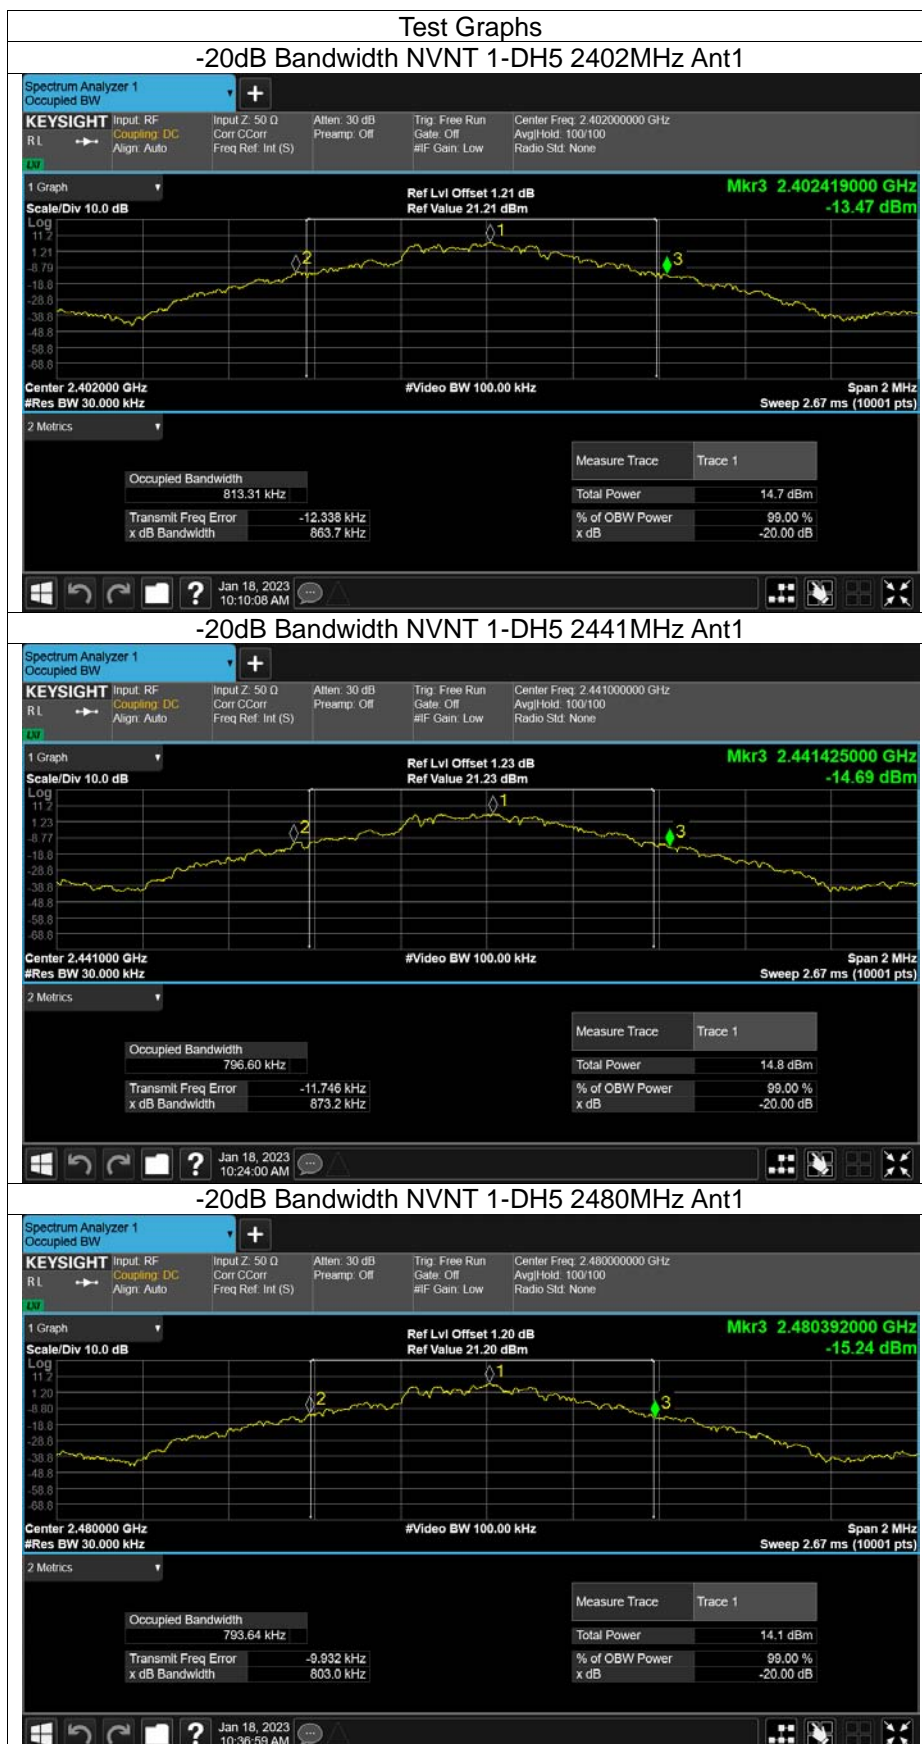 Test Graphs
-20dB Bandwidth NVNT 1-DH5 2402MHz Ant1
Spectrum Analyzer 1
Occupied BW
+
KEYSIGHT Input: RF Input Z: 50 Ω Atten: 30 dB Trig: Free Run Center Freq: 2.402000000 GHz
RL Coupling: DC Corr CCorr Preamp: Off Gate: Off Avg|Hold: 100/100
Align: Auto Freq Ref: Int (S) #IF Gain: Low Radio Std: None
LXI
1 Graph Ref Lvl Offset 1.21 dB Mkr3 2.402419000 GHz
Scale/Div 10.0 dB Ref Value 21.21 dBm -13.47 dBm
Log
11.2
1.21
-8.79
-18.8
-28.8
-38.8
-48.8
-58.8
-68.8
1
2
3
Center 2.402000 GHz #Video BW 100.00 kHz Span 2 MHz
#Res BW 30.000 kHz Sweep 2.67 ms (10001 pts)
2 Metrics
Measure Trace Trace 1
Occupied Bandwidth
813.31 kHz Total Power 14.7 dBm
Transmit Freq Error -12.338 kHz % of OBW Power 99.00 %
x dB Bandwidth 863.7 kHz x dB -20.00 dB
? Jan 18, 2023
10:10:08 AM
-20dB Bandwidth NVNT 1-DH5 2441MHz Ant1
Spectrum Analyzer 1
Occupied BW
+
KEYSIGHT Input: RF Input Z: 50 Ω Atten: 30 dB Trig: Free Run Center Freq: 2.441000000 GHz
RL Coupling: DC Corr CCorr Preamp: Off Gate: Off Avg|Hold: 100/100
Align: Auto Freq Ref: Int (S) #IF Gain: Low Radio Std: None
LXI
1 Graph Ref Lvl Offset 1.23 dB Mkr3 2.441425000 GHz
Scale/Div 10.0 dB Ref Value 21.23 dBm -14.69 dBm
Log
11.2
1.23
-8.77
-18.8
-28.8
-38.8
-48.8
-58.8
-68.8
1
2
3
Center 2.441000 GHz #Video BW 100.00 kHz Span 2 MHz
#Res BW 30.000 kHz Sweep 2.67 ms (10001 pts)
2 Metrics
Measure Trace Trace 1
Occupied Bandwidth
796.60 kHz Total Power 14.8 dBm
Transmit Freq Error -11.746 kHz % of OBW Power 99.00 %
x dB Bandwidth 873.2 kHz x dB -20.00 dB
? Jan 18, 2023
10:24:00 AM
-20dB Bandwidth NVNT 1-DH5 2480MHz Ant1
Spectrum Analyzer 1
Occupied BW
+
KEYSIGHT Input: RF Input Z: 50 Ω Atten: 30 dB Trig: Free Run Center Freq: 2.480000000 GHz
RL Coupling: DC Corr CCorr Preamp: Off Gate: Off Avg|Hold: 100/100
Align: Auto Freq Ref: Int (S) #IF Gain: Low Radio Std: None
LXI
1 Graph Ref Lvl Offset 1.20 dB Mkr3 2.480392000 GHz
Scale/Div 10.0 dB Ref Value 21.20 dBm -15.24 dBm
Log
11.2
1.20
-8.80
-18.8
-28.8
-38.8
-48.8
-58.8
-68.8
1
2
3
Center 2.480000 GHz #Video BW 100.00 kHz Span 2 MHz
#Res BW 30.000 kHz Sweep 2.67 ms (10001 pts)
2 Metrics
Measure Trace Trace 1
Occupied Bandwidth
793.64 kHz Total Power 14.1 dBm
Transmit Freq Error -9.932 kHz % of OBW Power 99.00 %
x dB Bandwidth 803.0 kHz x dB -20.00 dB
? Jan 18, 2023
10:36:59 AM